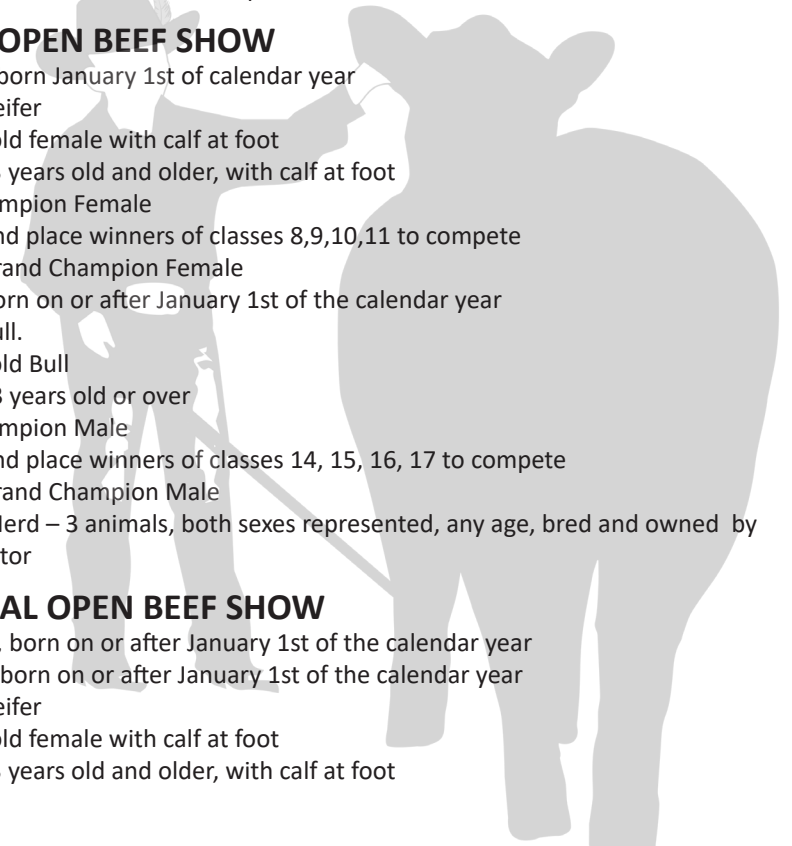 OPEN BEEF SHOW
born January 1st of calendar year
eifer
old female with calf at foot
years old and older, with calf at foot
mpion Female
nd place winners of classes 8,9,10,11 to compete
rand Champion Female
orn on or after January 1st of the calendar year
ull.
old Bull
3 years old or over
mpion Male
nd place winners of classes 14, 15, 16, 17 to compete
rand Champion Male
Herd – 3 animals, both sexes represented, any age, bred and owned by
tor
AL OPEN BEEF SHOW
, born on or after January 1st of the calendar year
born on or after January 1st of the calendar year
eifer
old female with calf at foot
years old and older, with calf at foot